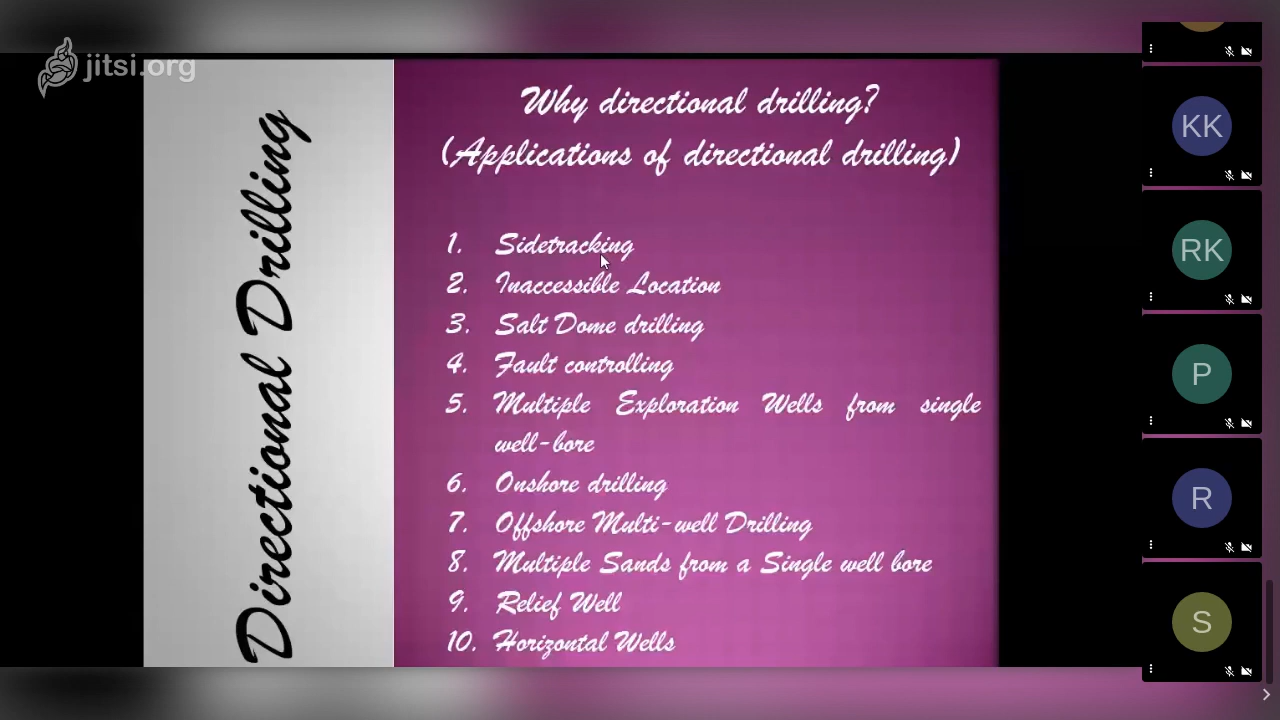 jitsi.org
Directional Drilling
Why directional drilling?
(Applications of directional drilling)
1. Sidetracking
2. Inaccessible Location
3. Salt Dome drilling
4. Fault controlling
5. Multiple Exploration Wells from single
well-bore
6. Onshore drilling
7. Offshore Multi-well Drilling
8. Multiple Sands from a Single well bore
9. Relief Well
10. Horizontal Wells
KK
RK
P
R
S